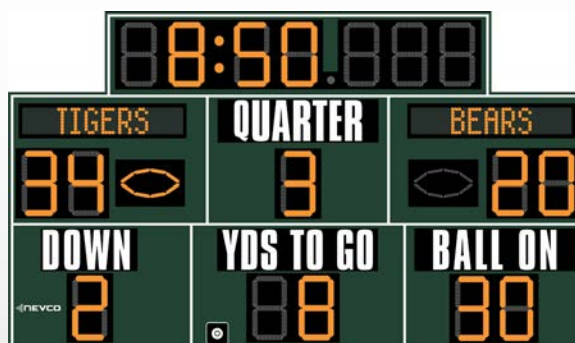 8:50
TIGERS QUARTER BEARS
34 3 20
DOWN YDS TO GO BALL ON
NEVCO 2 8 30